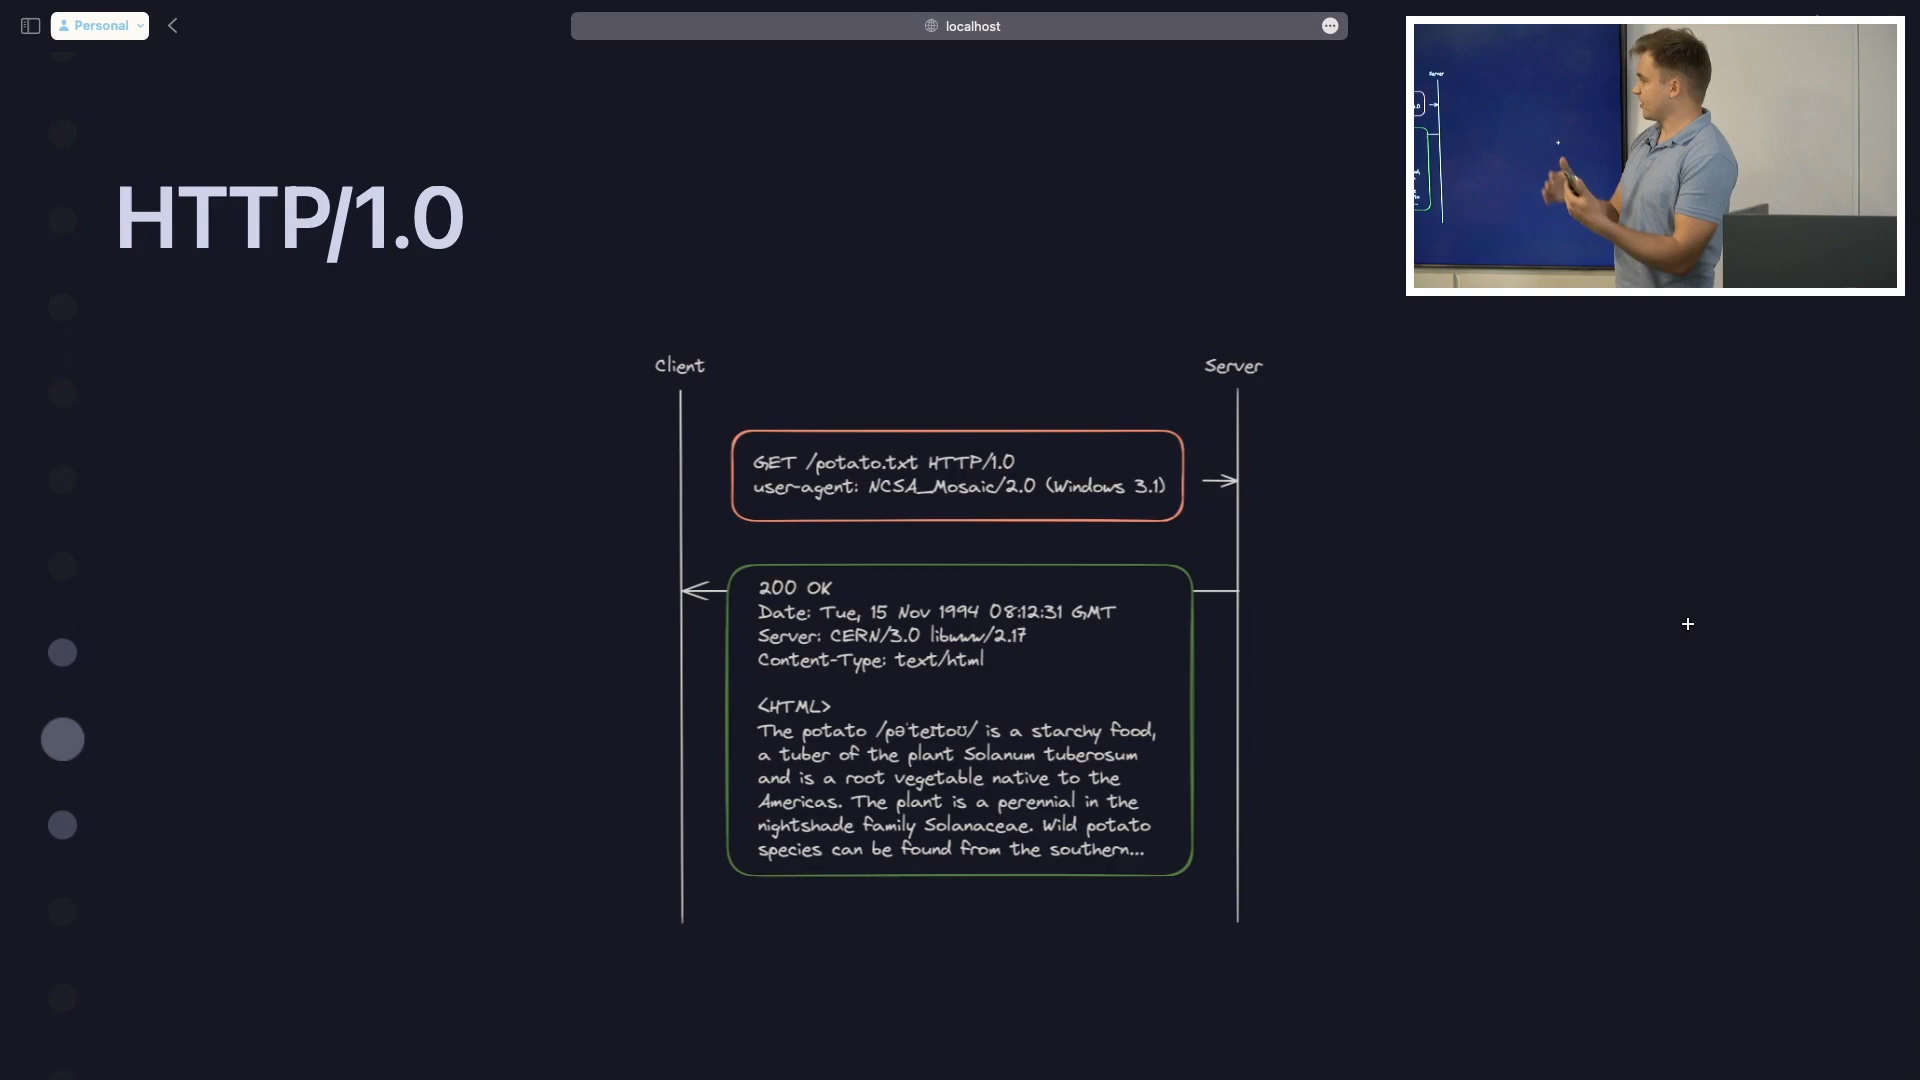 Personal
localhost
HTTP/1.0
Client
Server
GET /potato.txt HTTP/1.0
user-agent: NCSA_Mosaic/2.0 (Windows 3.1)
200 OK
Date: Tue, 15 Nov 1994 08:12:31 GMT
Server: CERN/3.0 libwww/2.17
Content-Type: text/html
<HTML>
The potato /pəˈteɪtoʊ/ is a starchy food,
a tuber of the plant Solanum tuberosum
and is a root vegetable native to the
Americas. The plant is a perennial in the
nightshade family Solanaceae. Wild potato
species can be found from the southern...
Server